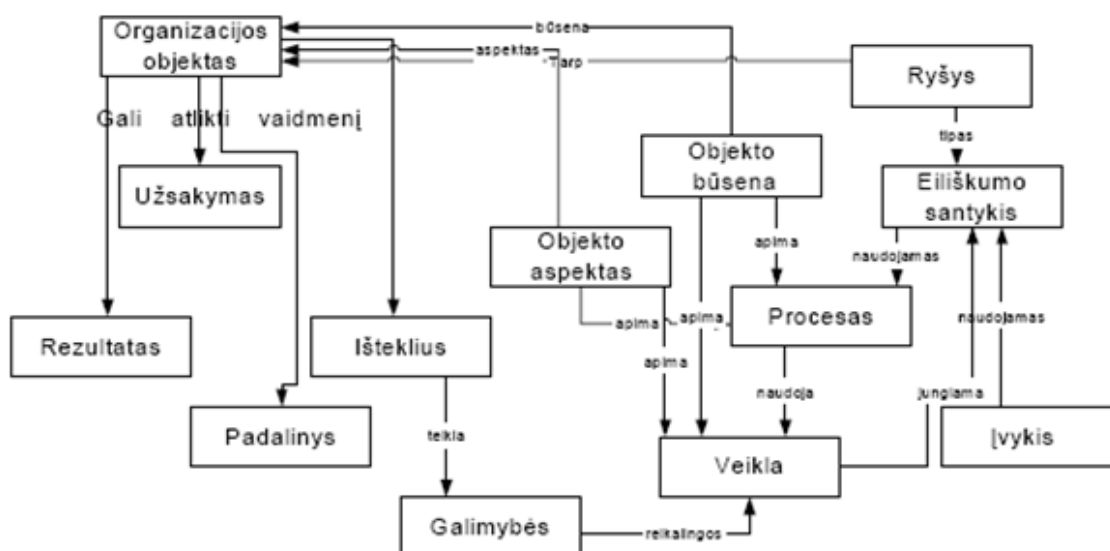 Organizacijos
objektas
būsena
aspektas
Tarp
Ryšys
Gali atlikti vaidmenį
tipas
Objekto
būsena
Užsakymas
Eiliškumo
santykis
Objekto
aspektas
apima
naudojamas
Rezultatas
Išteklius
apima
apima
Procesas
naudojamas
apima
naudoja
jungiama
Padalinys
teikia
Veikla
Įvykis
Galimybės
reikalingos